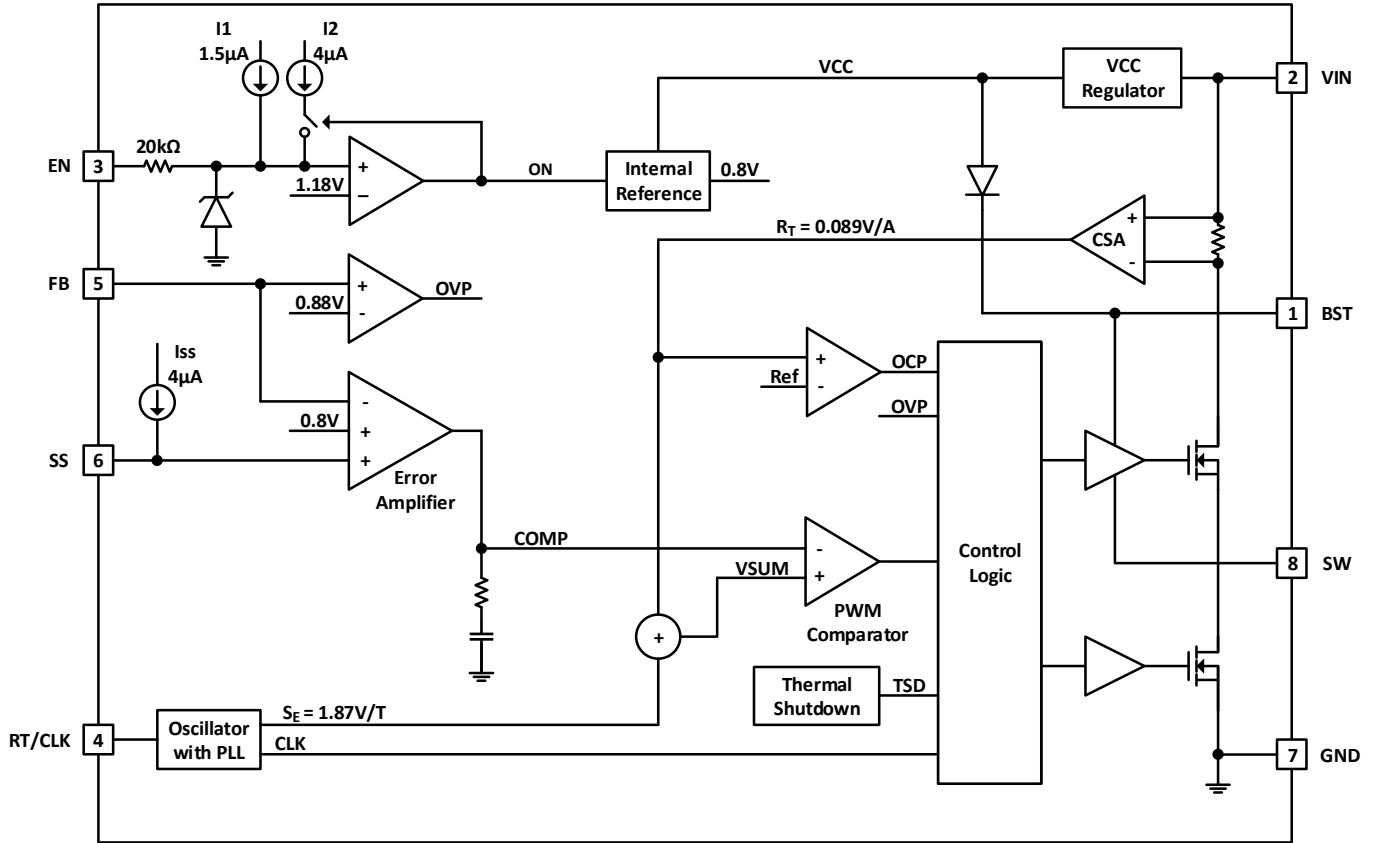 I1
1.5µA
I2
4µA
VCC
VCC
Regulator
2
VIN
EN
3
20kΩ
+
1.18V
−
ON
Internal
Reference
0.8V
R_T = 0.089V/A
CSA
+
-
FB
5
+
0.88V
-
OVP
1
BST
Iss
4µA
+
Ref
-
OCP
OVP
-
0.8V
+
SS
6
+
Error
Amplifier
COMP
-
VSUM
+
PWM
Comparator
Control
Logic
8
SW
+
Thermal
Shutdown
TSD
RT/CLK
4
Oscillator
with PLL
S_E = 1.87V/T
CLK
7
GND